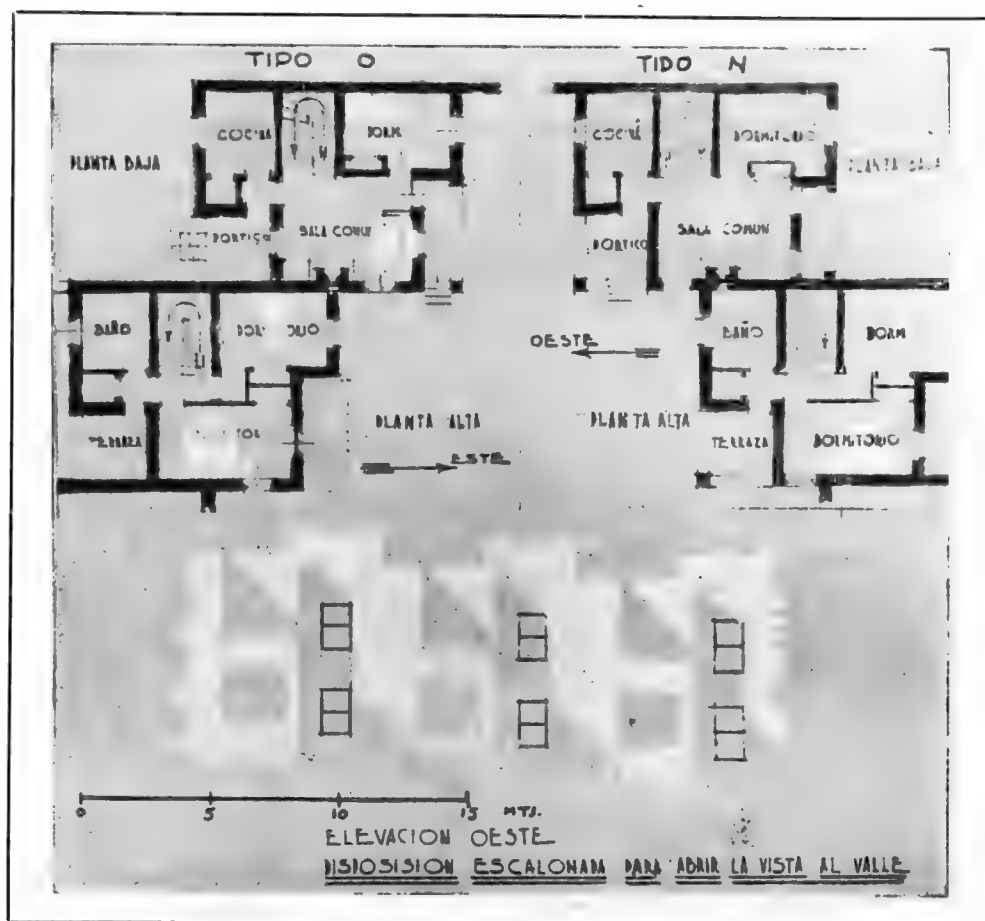 TIPO O
TIDO N
COCINA
DORM
COCINÁ
DORMITORIO
PLANTA BAJA
PLANTA BAJA
PORTICO
SALA COMUN
PORTICO
SALA COMUN
BAÑO
OESTE
BAÑO
DORM
TERRAZA
PLANTA ALTA
PLANTA ALTA
TERRAZA
DORMITORIO
ESTE
0 5 10 15 MTS.
ELEVACION OESTE
DISIOSISION ESCALONADA PARA ABRIR LA VISTA AL VALLE